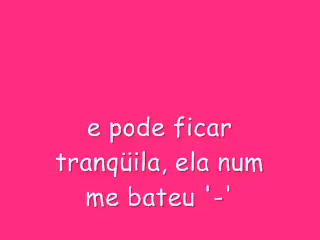 e pode ficar
tranqüila, ela num
me bateu '-'